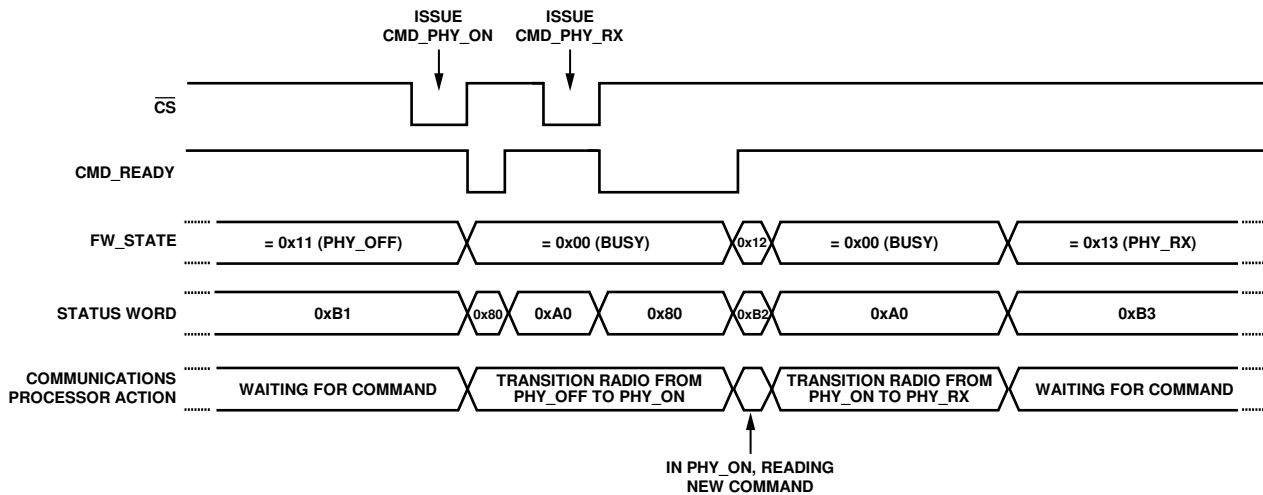 ISSUE
CMD_PHY_ON
ISSUE
CMD_PHY_RX
CS
CMD_READY
FW_STATE
= 0x11 (PHY_OFF)
= 0x00 (BUSY)
0x12
= 0x00 (BUSY)
= 0x13 (PHY_RX)
STATUS WORD
0xB1
0x80
0xA0
0x80
0xB2
0xA0
0xB3
COMMUNICATIONS
PROCESSOR ACTION
WAITING FOR COMMAND
TRANSITION RADIO FROM
PHY_OFF TO PHY_ON
TRANSITION RADIO FROM
PHY_ON TO PHY_RX
WAITING FOR COMMAND
IN PHY_ON, READING
NEW COMMAND